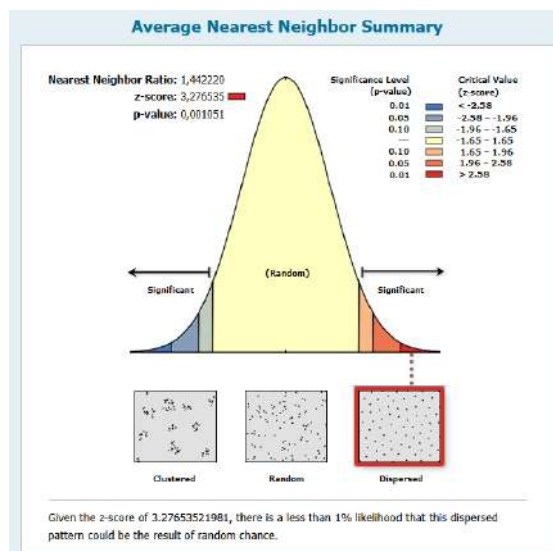 Average Nearest Neighbor Summary
Nearest Neighbor Ratio: 1,442220
z-score: 3,276535
p-value: 0,001051
Significance Level
(p-value)
Critical Value
(z-score)
0.01 < -2.58
0.05 -2.58 - -1.96
0.10 -1.96 - -1.65
--- -1.65 - 1.65
0.10 1.65 - 1.96
0.05 1.96 - 2.58
0.01 > 2.58
Significant
(Random)
Significant
Clustered
Random
Dispersed
Given the z-score of 3.27653521981, there is a less than 1% likelihood that this dispersed
pattern could be the result of random chance.